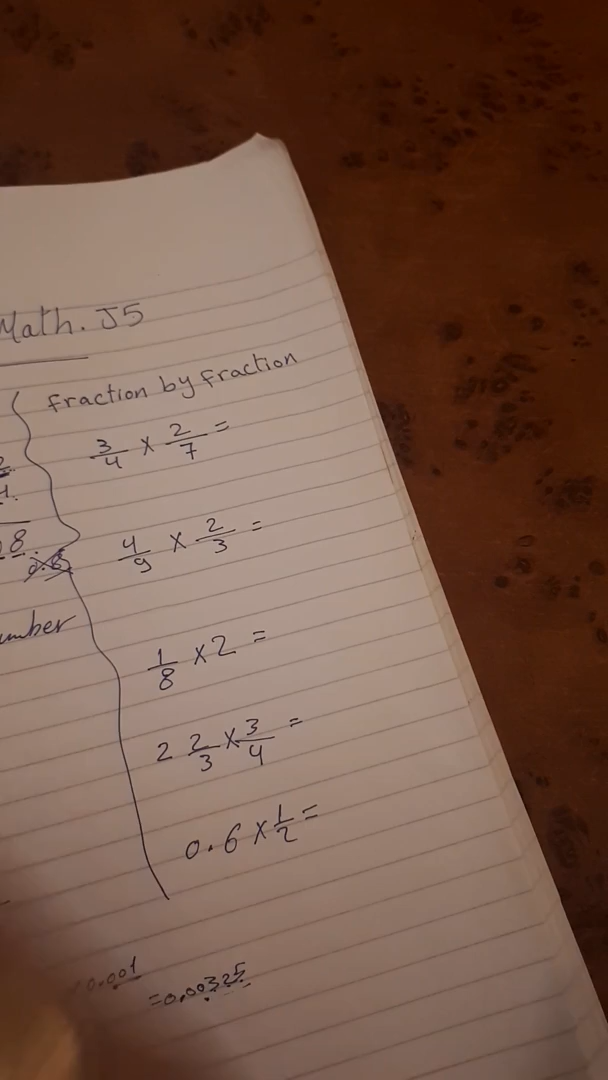 Math. J5
fraction by fraction
3/4 × 2/7 =
4/9 × 2/3 =
1/8 × 2 =
2 2/3 × 3/4 =
0.6 × 1/2 =
8.
0.001
=0.00325